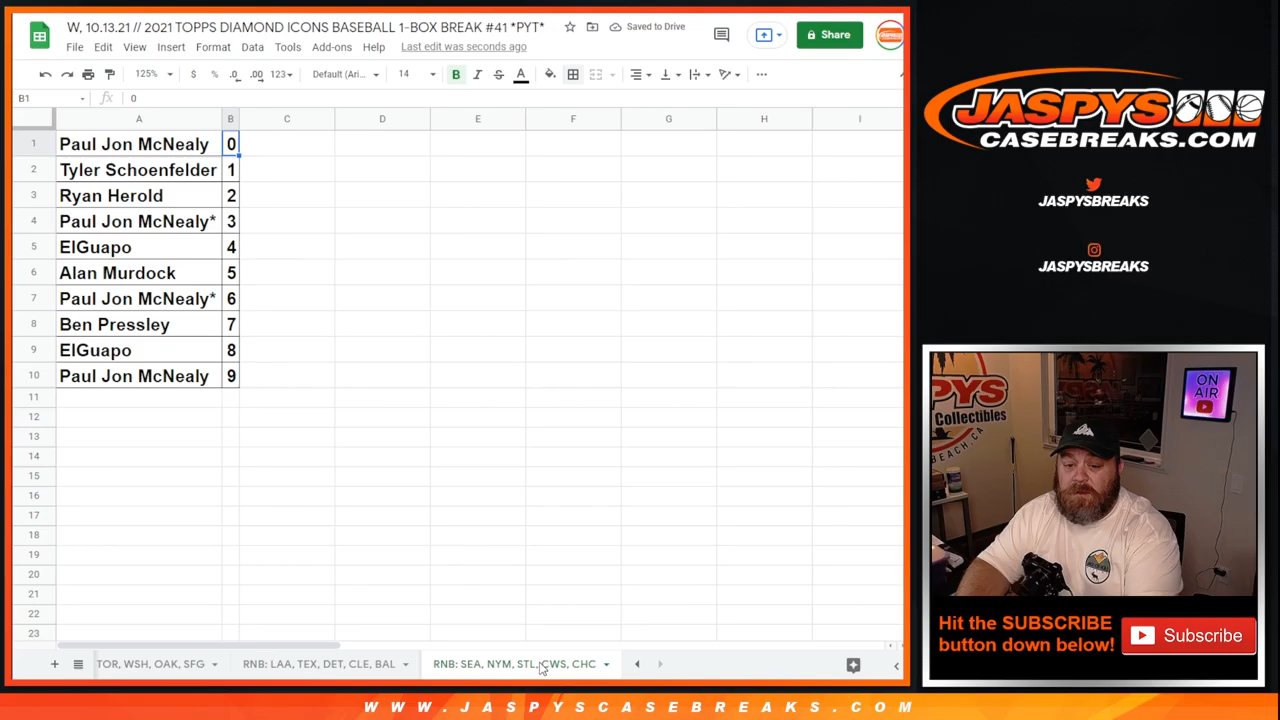 W, 10.13.21 // 2021 TOPPS DIAMOND ICONS BASEBALL 1-BOX BREAK #41 *PYT*
Saved to Drive
Share
File Edit View Insert Format Data Tools Add-ons Help Last edit was seconds ago
125% $ % .0 .00 123 Default (Ari... 14 B I S A
B1 fx 0
A B C D E F G H I
1 Paul Jon McNealy 0
2 Tyler Schoenfelder 1
3 Ryan Herold 2
4 Paul Jon McNealy* 3
5 ElGuapo 4
6 Alan Murdock 5
7 Paul Jon McNealy* 6
8 Ben Pressley 7
9 ElGuapo 8
10 Paul Jon McNealy 9
11
12
13
14
15
16
17
18
19
20
21
22
23
TOR, WSH, OAK, SFG RNB: LAA, TEX, DET, CLE, BAL RNB: SEA, NYM, STL, CWS, CHC
JASPYS
CASEBREAKS.COM
JASPYSBREAKS
JASPYSBREAKS
ON
AIR
Collectibles
Hit the SUBSCRIBE
button down below!
Subscribe
WWW.JASPYSCASEBREAKS.COM